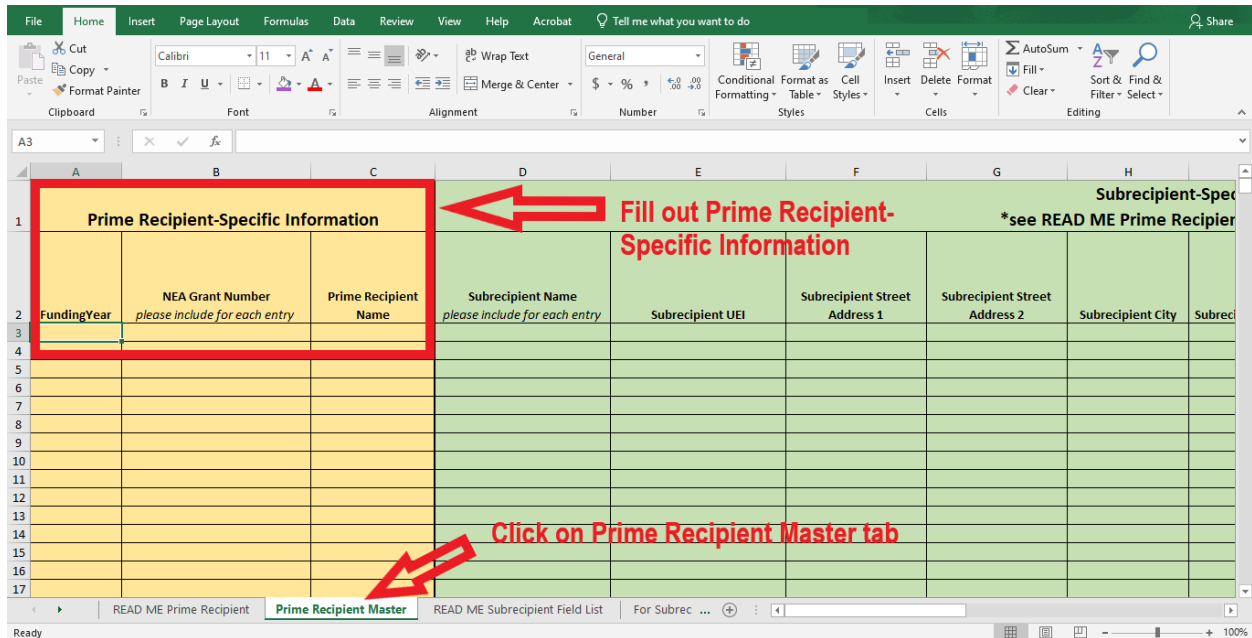 File Home Insert Page Layout Formulas Data Review View Help Acrobat Tell me what you want to do Share
Cut
Copy
Format Painter
Paste
Calibri 11 A A
B I U A
Wrap Text
Merge & Center
General
$ % , .0 .00 .00 .0
Conditional Formatting
Format as Table
Cell Styles
Insert Delete Format
AutoSum
Fill
Clear
Sort & Filter
Find & Select
Clipboard Font Alignment Number Styles Cells Editing
A3 fx
A B C D E F G H
1 Prime Recipient-Specific Information
Subrecipient-Spec
*see READ ME Prime Recipien
Fill out Prime Recipient-
Specific Information
2 FundingYear
NEA Grant Number
please include for each entry
Prime Recipient
Name
Subrecipient Name
please include for each entry
Subrecipient UEI
Subrecipient Street
Address 1
Subrecipient Street
Address 2
Subrecipient City
Subreci
3
4
5
6
7
8
9
10
11
12
13
14
Click on Prime Recipient Master tab
15
16
17
READ ME Prime Recipient Prime Recipient Master READ ME Subrecipient Field List For Subrec ...
Ready 100%